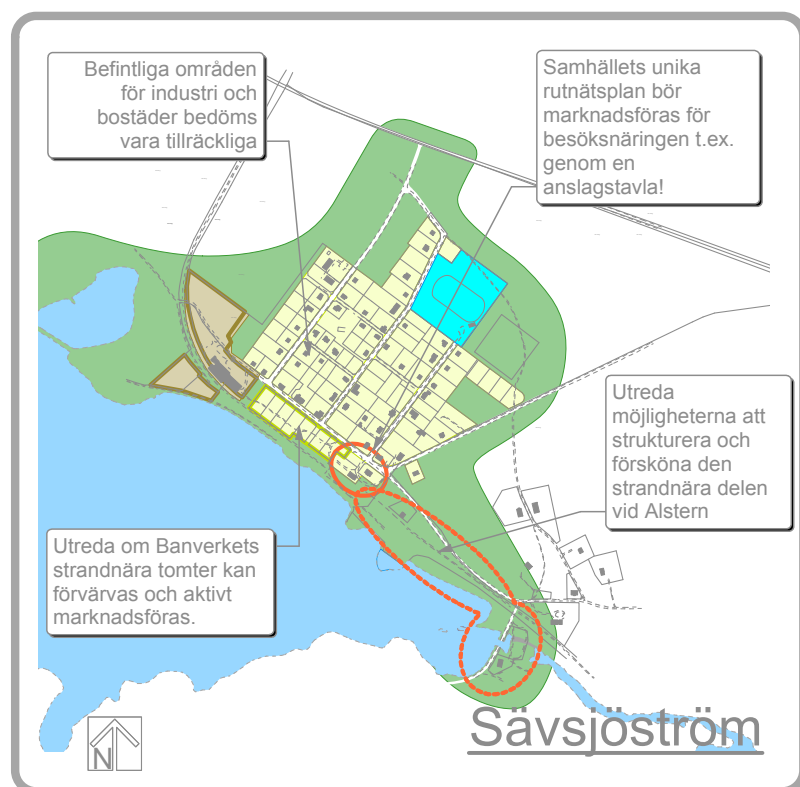 Befintliga områden
för industri och
bostäder bedöms
vara tillräckliga
Samhällets unika
rutnätsplan bör
marknadsföras för
besöksnäringen t.ex.
genom en
anslagstavla!
Utreda
möjligheterna att
strukturera och
försköna den
strandnära delen
vid Alstern
Utreda om Banverkets
strandnära tomter kan
förvärvas och aktivt
marknadsföras.
Sävsjöström
N